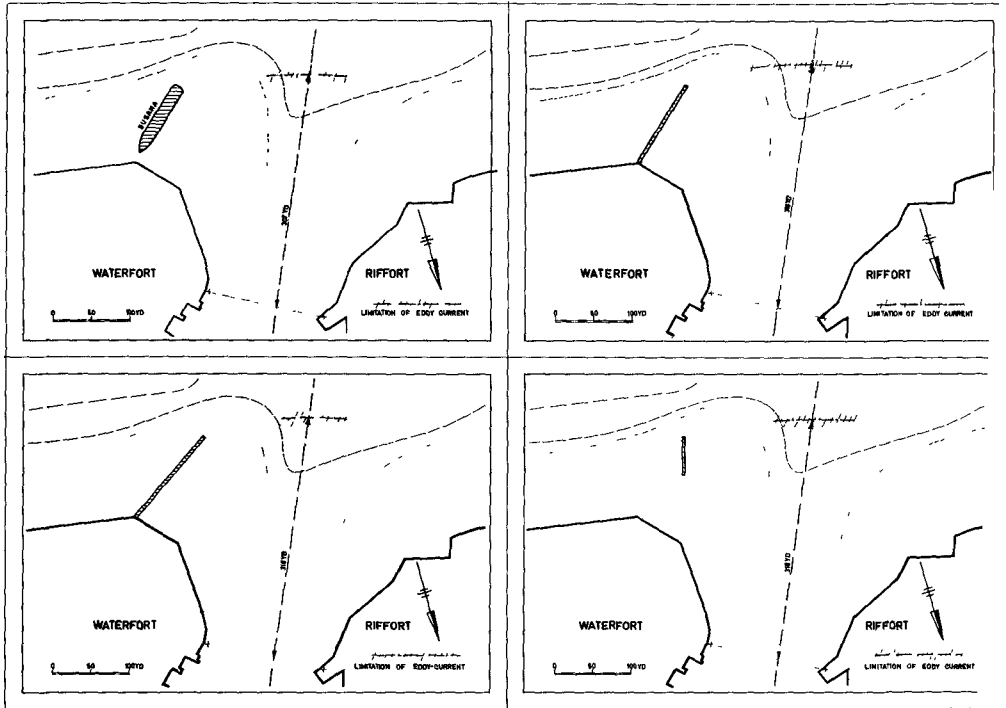 SUSANA
WATERFORT
RIFFORT
0 50 100YD
LIMITATION OF EDDY CURRENT
WATERFORT
RIFFORT
0 50 100YD
LIMITATION OF EDDY CURRENT
WATERFORT
RIFFORT
0 50 100YD
LIMITATION OF EDDY-CURRENT
WATERFORT
RIFFORT
0 50 100YD
LIMITATION OF EDDY CURRENT